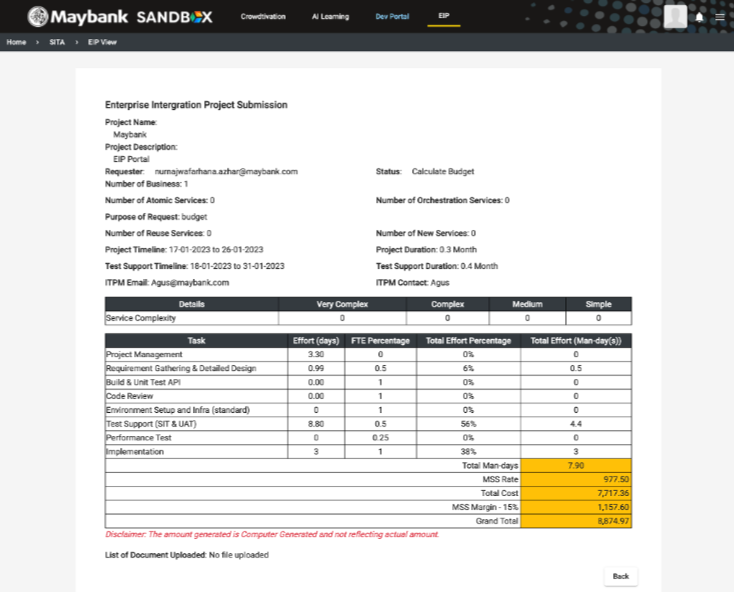 Maybank SANDBOX Crowdtivation AI Learning Dev Portal EIP
Home > SITA > EIP View
Enterprise Intergration Project Submission
Project Name:
Maybank
Project Description:
EIP Portal
Requester: nurnajwafarhana.azhar@maybank.com Status: Calculate Budget
Number of Business: 1
Number of Atomic Services: 0 Number of Orchestration Services: 0
Purpose of Request: budget
Number of Reuse Services: 0 Number of New Services: 0
Project Timeline: 17-01-2023 to 26-01-2023 Project Duration: 0.3 Month
Test Support Timeline: 18-01-2023 to 31-01-2023 Test Support Duration: 0.4 Month
ITPM Email: Agus@maybank.com ITPM Contact: Agus
Details Very Complex Complex Medium Simple
Service Complexity 0 0 0 0
Task Effort (days) FTE Percentage Total Effort Percentage Total Effort (Man-day(s))
Project Management 3.30 0 0% 0
Requirement Gathering & Detailed Design 0.99 0.5 6% 0.5
Build & Unit Test API 0.00 1 0% 0
Code Review 0.00 1 0% 0
Environment Setup and Infra (standard) 0 1 0% 0
Test Support (SIT & UAT) 8.80 0.5 56% 4.4
Performance Test 0 0.25 0% 0
Implementation 3 1 38% 3
Total Man-days 7.90
MSS Rate 977.50
Total Cost 7,717.36
MSS Margin - 15% 1,157.60
Grand Total 8,874.97
Disclaimer: The amount generated is Computer Generated and not reflecting actual amount.
List of Document Uploaded: No file uploaded
Back